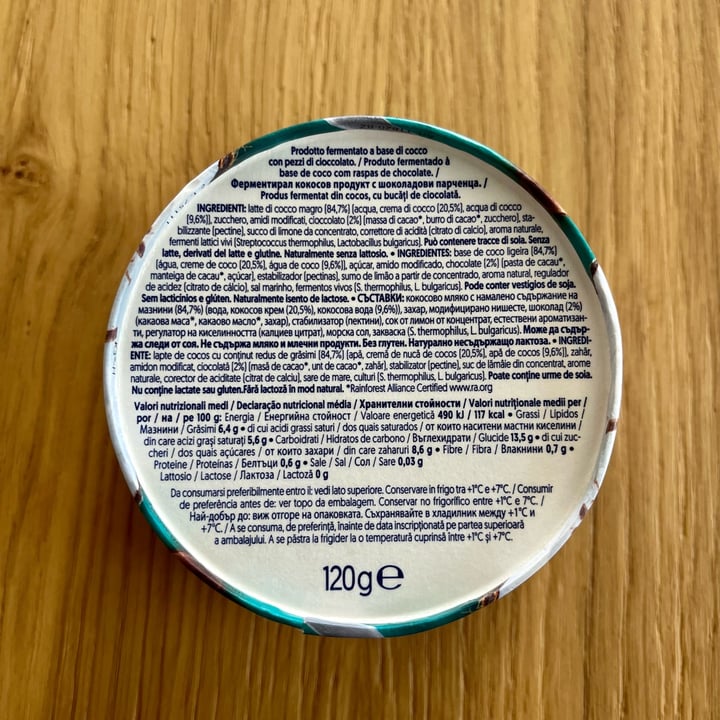 Prodotto fermentato a base di cocco
con pezzi di cioccolato. / Produto fermentado à
base de coco com raspas de chocolate. /
Ферментирал кокосов продукт с шоколадови парченца. /
Produs fermentat din cocos, cu bucăți de ciocolată.
INGREDIENTI: latte di cocco magro (84,7%) [acqua, crema di cocco (20,5%), acqua di cocco
(9,6%)], zucchero, amidi modificati, cioccolato (2%) [massa di cacao*, burro di cacao*, zucchero), sta-
bilizzante (pectine), succo di limone da concentrato, correttore di acidità (citrato di calcio), aroma naturale,
fermenti lattici vivi (Streptococcus thermophilus, Lactobacillus bulgaricus). Può contenere tracce di soia. Senza
latte, derivati del latte e glutine. Naturalmente senza lattosio. • INGREDIENTES: base de coco ligeira (84,7%)
[água, creme de coco (20,5%), água de coco (9,6%)], açúcar, amido modificado, chocolate (2%) (pasta de cacau*,
manteiga de cacau*, açúcar), estabilizador (pectinas), sumo de limão a partir de concentrado, aroma natural, regulador
de acidez (citrato de cálcio), sal marinho, fermentos vivos (S. thermophilus, L. bulgaricus). Pode conter vestígios de soja.
Sem lacticinios e glúten. Naturalmente isento de lactose. • СЪСТАВКИ: кокосово мляко с намалено съдържание на
мазнини (84,7%) (вода, кокосов крем (20,5%), кокосова вода (9,6%)), захар, модифицирано нишесте, шоколад (2%)
(какаова маса*, какаово масло*, захар), стабилизатор (пектини), сок от лимон от концентрат, естествени ароматизан-
ти, регулатор на киселинността (калциев цитрат), морска сол, закваска (S. thermophilus, L. bulgaricus). Може да съдър-
жа следи от соя. Не съдържа мляко и млечни продукти. Без глутен. Натурално несъдържащо лактоза. • INGREDI-
ENTE: lapte de cocos cu conținut redus de grăsimi (84,7%) [apă, cremă de nucă de cocos (20,5%), apă de cocos (9,6%)], zahăr,
amidon modificat, ciocolată (2%) (masă de cacao*, unt de cacao*, zahăr), stabilizator (pectine), suc de lămâie din concentrat, aromă
naturale, corector de aciditate (citrat de calciu), sare de mare, culturi (S. thermophilus, L. bulgaricus). Poate conține urme de soia.
Nu conține lactate sau gluten.Fără lactoză în mod natural. *Rainforest Alliance Certified www.ra.org
Valori nutrizionali medi / Declaração nutricional média / Хранителни стойности / Valori nutriționale medii per /
por / на / pe 100 g: Energia / Енергийна стойност / Valoare energetică 490 kJ / 117 kcal • Grassi / Lípidos /
Мазнини / Grăsimi 6,4 g • di cui acidi grassi saturi / dos quais saturados / от които наситени мастни киселини /
din care acizi grași saturați 5,6 g • Carboidrati / Hidratos de carbono / Въглехидрати / Glucide 13,5 g • di cui zuc-
cheri / dos quais açúcares / от които захари / din care zaharuri 8,6 g • Fibre / Fibra / Влакнини 0,7 g •
Proteine / Proteínas / Белтъци 0,6 g • Sale / Sal / Сол / Sare 0,03 g
Lattosio / Lactose / Лактоза / Lactoză 0 g
Da consumarsi preferibilmente entro il: vedi lato superiore. Conservare in frigo tra +1°C e +7°C. / Consumir
de preferência antes de: ver topo da embalagem. Conservar no frigorífico entre +1°C e 7°C. /
Най-добър до: виж отгоре на опаковката. Съхранявайте в хладилник между +1°C и
+7°C. / A se consuma, de preferință, înainte de data inscripționată pe partea superioară
a ambalajului. A se păstra la frigider la o temperatură cuprinsă între +1°C și +7°C.
120g℮